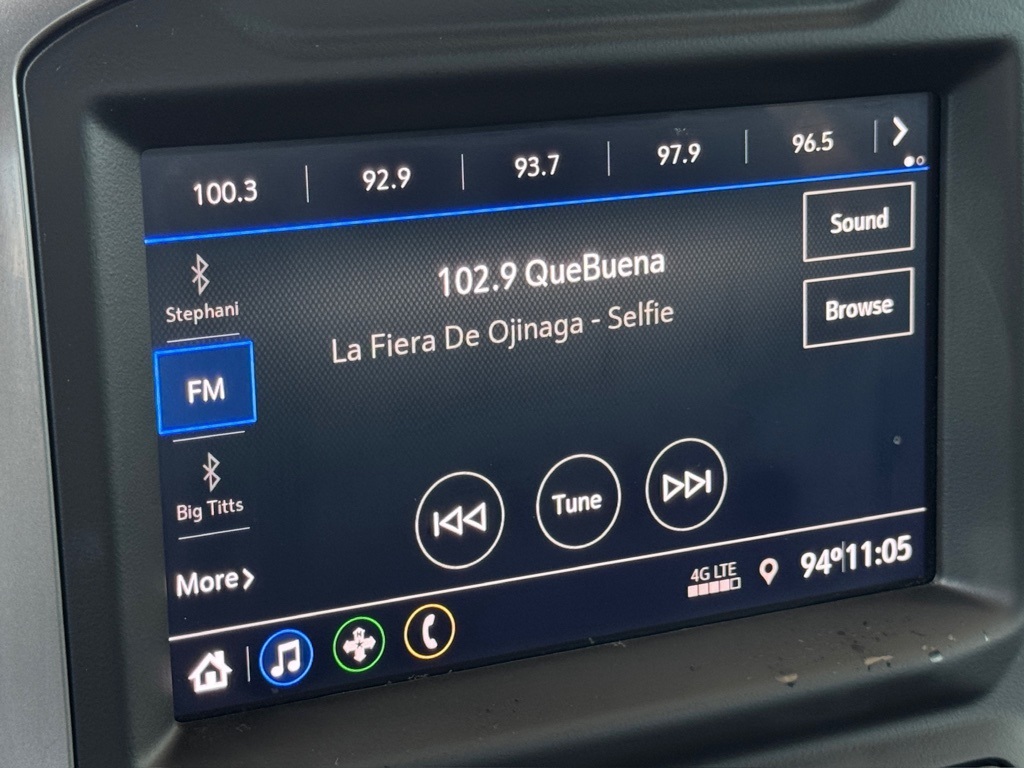 100.3 92.9 93.7 97.9 96.5
Sound
102.9 QueBuena
Stephani
Browse
La Fiera De Ojinaga - Selfie
FM
Big Titts
Tune
More
4G LTE
94° 11:05